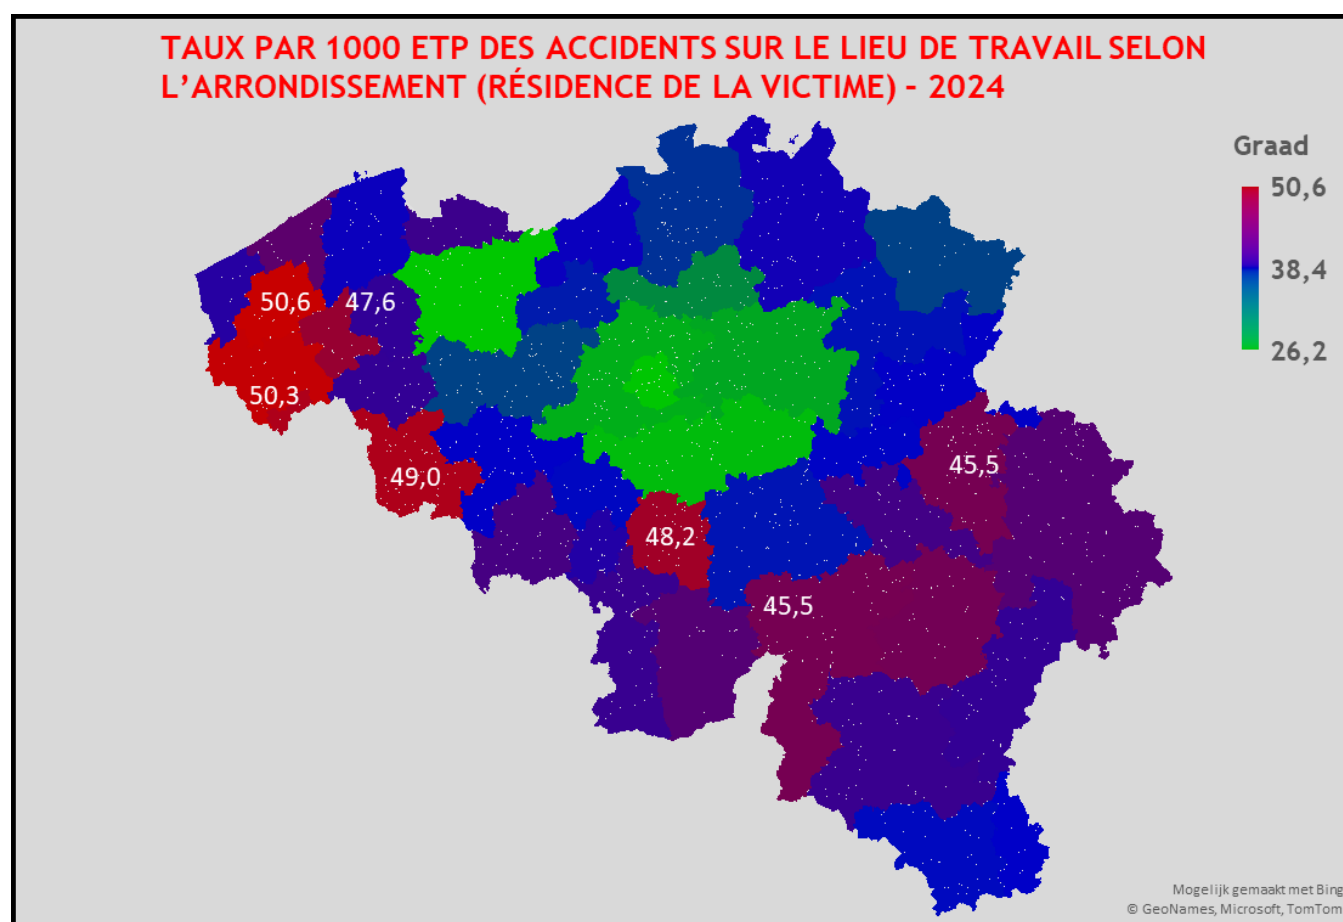 TAUX PAR 1000 ETP DES ACCIDENTS SUR LE LIEU DE TRAVAIL SELON
L'ARRONDISSEMENT (RÉSIDENCE DE LA VICTIME) - 2024
Graad
50,6
38,4
26,2
50,6
47,6
50,3
49,0
45,5
48,2
45,5
Mogelijk gemaakt met Bing
© GeoNames, Microsoft, TomTom